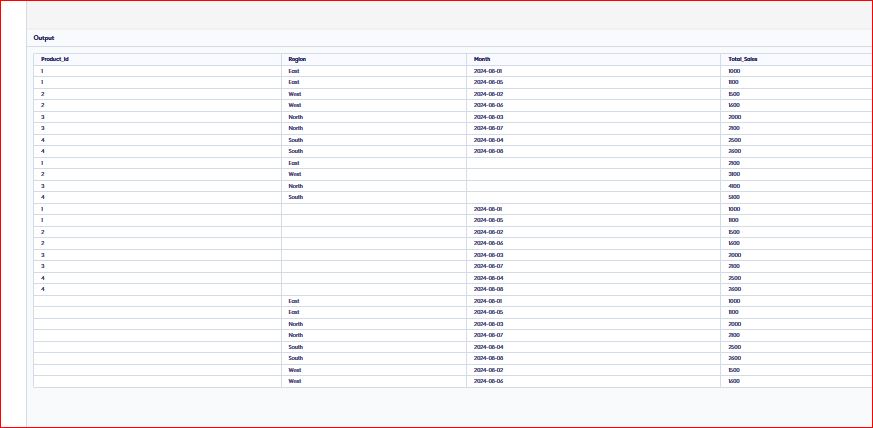 Output
Product_Id Region Month Total_Sales
1 East 2024-08-01 1000
1 East 2024-08-05 1100
2 West 2024-08-02 1500
2 West 2024-08-06 1600
3 North 2024-08-03 2000
3 North 2024-08-07 2100
4 South 2024-08-04 2500
4 South 2024-08-08 2600
1 East 2100
2 West 3100
3 North 4100
4 South 5100
1 2024-08-01 1000
1 2024-08-05 1100
2 2024-08-02 1500
2 2024-08-06 1600
3 2024-08-03 2000
3 2024-08-07 2100
4 2024-08-04 2500
4 2024-08-08 2600
East 2024-08-01 1000
East 2024-08-05 1100
North 2024-08-03 2000
North 2024-08-07 2100
South 2024-08-04 2500
South 2024-08-08 2600
West 2024-08-02 1500
West 2024-08-06 1600